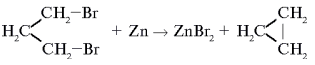 CH₂–Br
H₂C + Zn → ZnBr₂ + H₂C
CH₂–Br
CH₂
CH₂